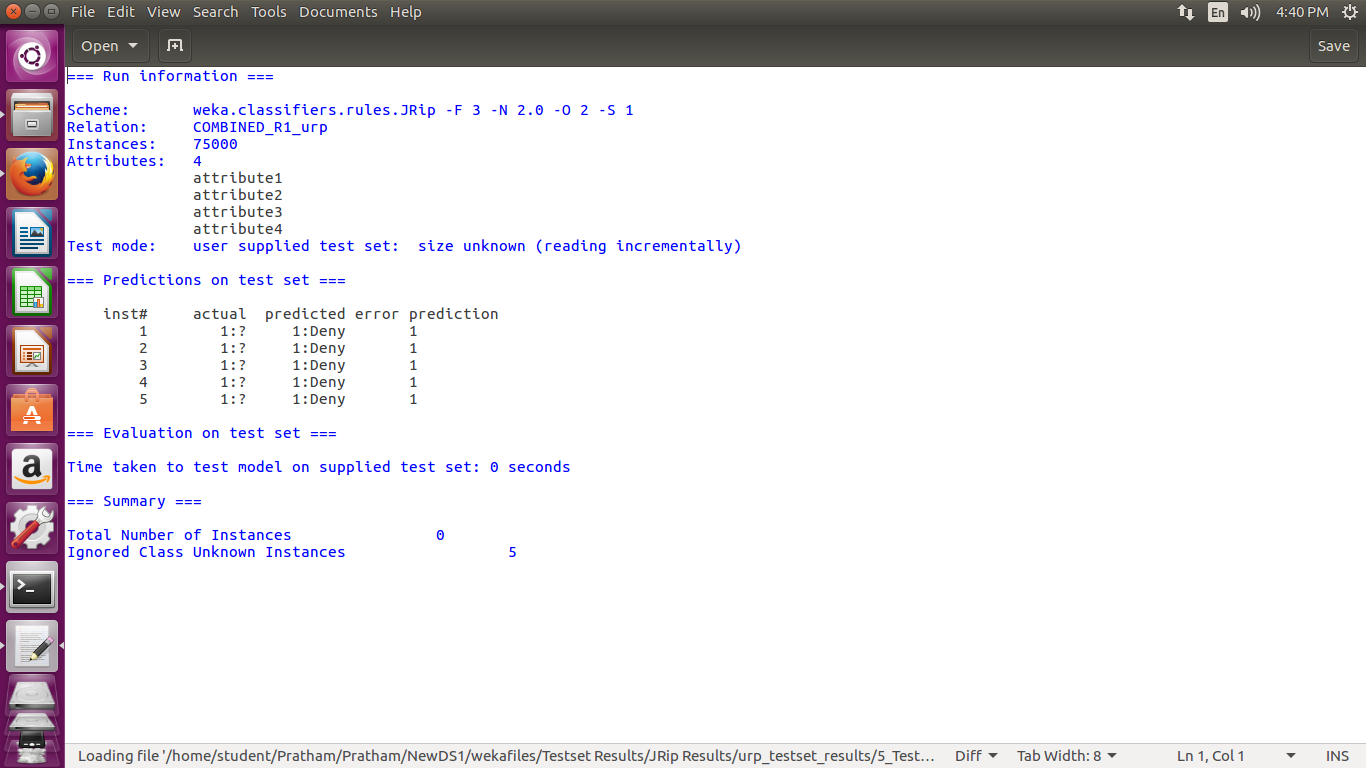 File Edit View Search Tools Documents Help En 4:40 PM
Open Save
=== Run information ===
Scheme: weka.classifiers.rules.JRip -F 3 -N 2.0 -O 2 -S 1
Relation: COMBINED_R1_urp
Instances: 75000
Attributes: 4
attribute1
attribute2
attribute3
attribute4
Test mode: user supplied test set: size unknown (reading incrementally)
=== Predictions on test set ===
inst# actual predicted error prediction
1 1:? 1:Deny 1
2 1:? 1:Deny 1
3 1:? 1:Deny 1
4 1:? 1:Deny 1
5 1:? 1:Deny 1
=== Evaluation on test set ===
Time taken to test model on supplied test set: 0 seconds
=== Summary ===
Total Number of Instances 0
Ignored Class Unknown Instances 5
Loading file '/home/student/Pratham/Pratham/NewDS1/wekafiles/Testset Results/JRip Results/urp_testset_results/5_Test... Diff Tab Width: 8 Ln 1, Col 1 INS